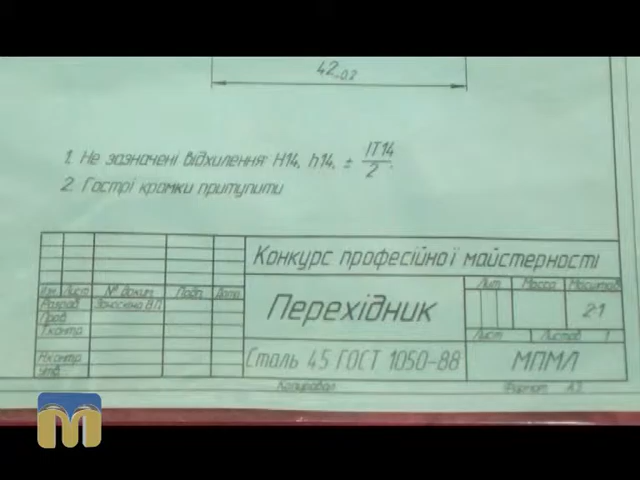 42-0.2
1. Не зазначені відхилення: Н14, h14, ± IT14/2.
2. Гострі кромки притупити
Конкурс професійної майстерності
Изм Лист № докум. Подп. Дата
Лит Масса Масштаб
Разраб
Перехідник
2:1
Пров
Т.контр
Лист Листов 1
Н.контр
Сталь 45 ГОСТ 1050-88
МПМЛ
Утв
Копировал
Формат А3
М